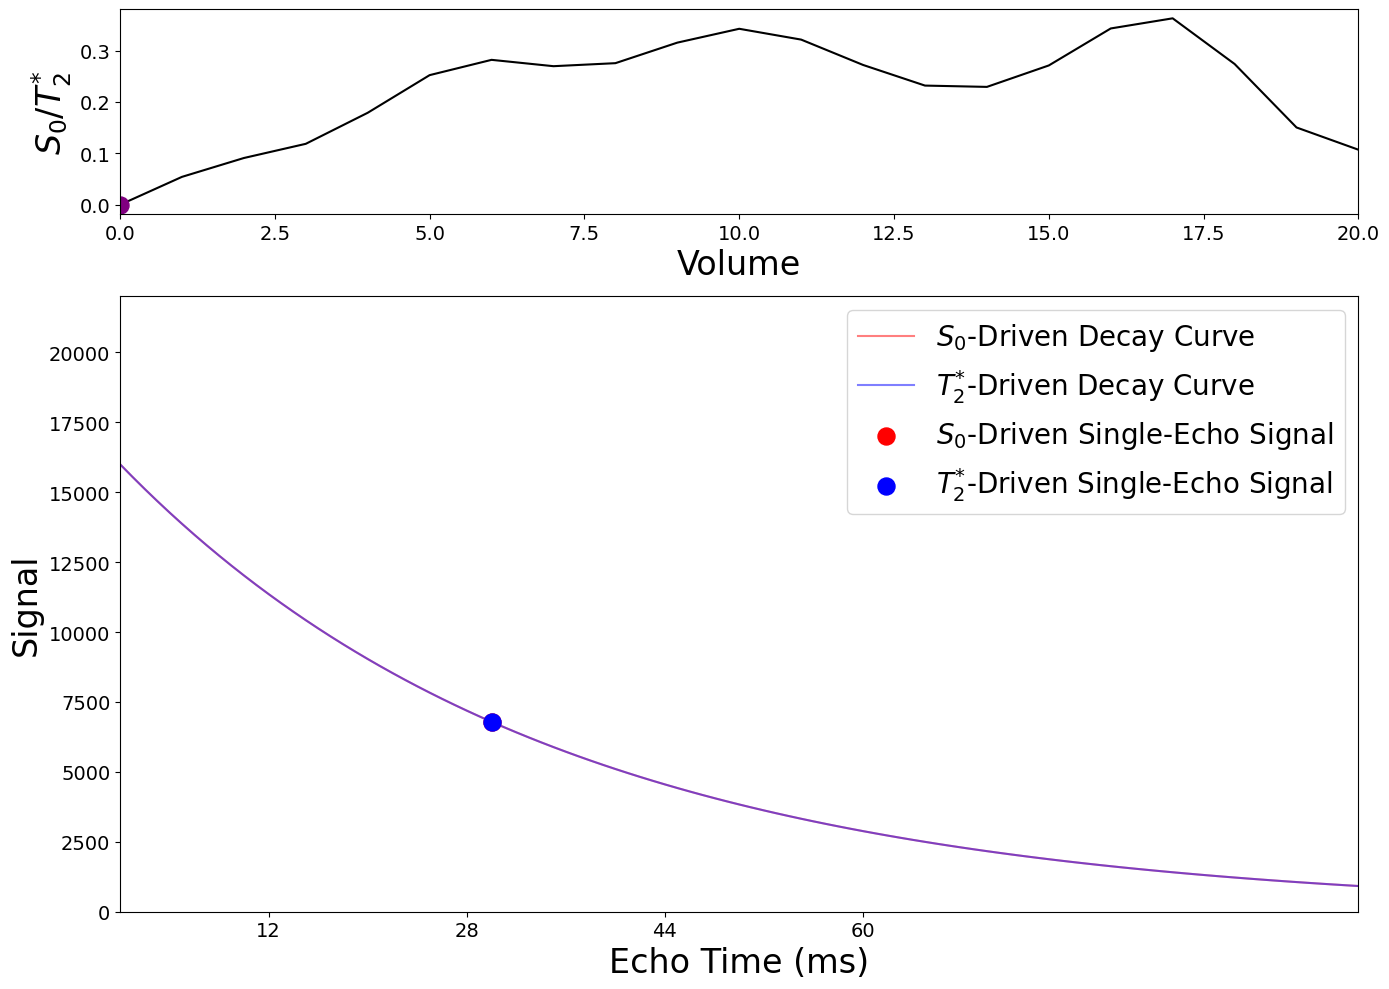 0.3
0.2
0.1
0.0
S₀/T₂*
0.0 2.5 5.0 7.5 10.0 12.5 15.0 17.5 20.0
Volume
S₀-Driven Decay Curve
T₂*-Driven Decay Curve
S₀-Driven Single-Echo Signal
T₂*-Driven Single-Echo Signal
20000
17500
15000
12500
10000
7500
5000
2500
0
Signal
12 28 44 60
Echo Time (ms)